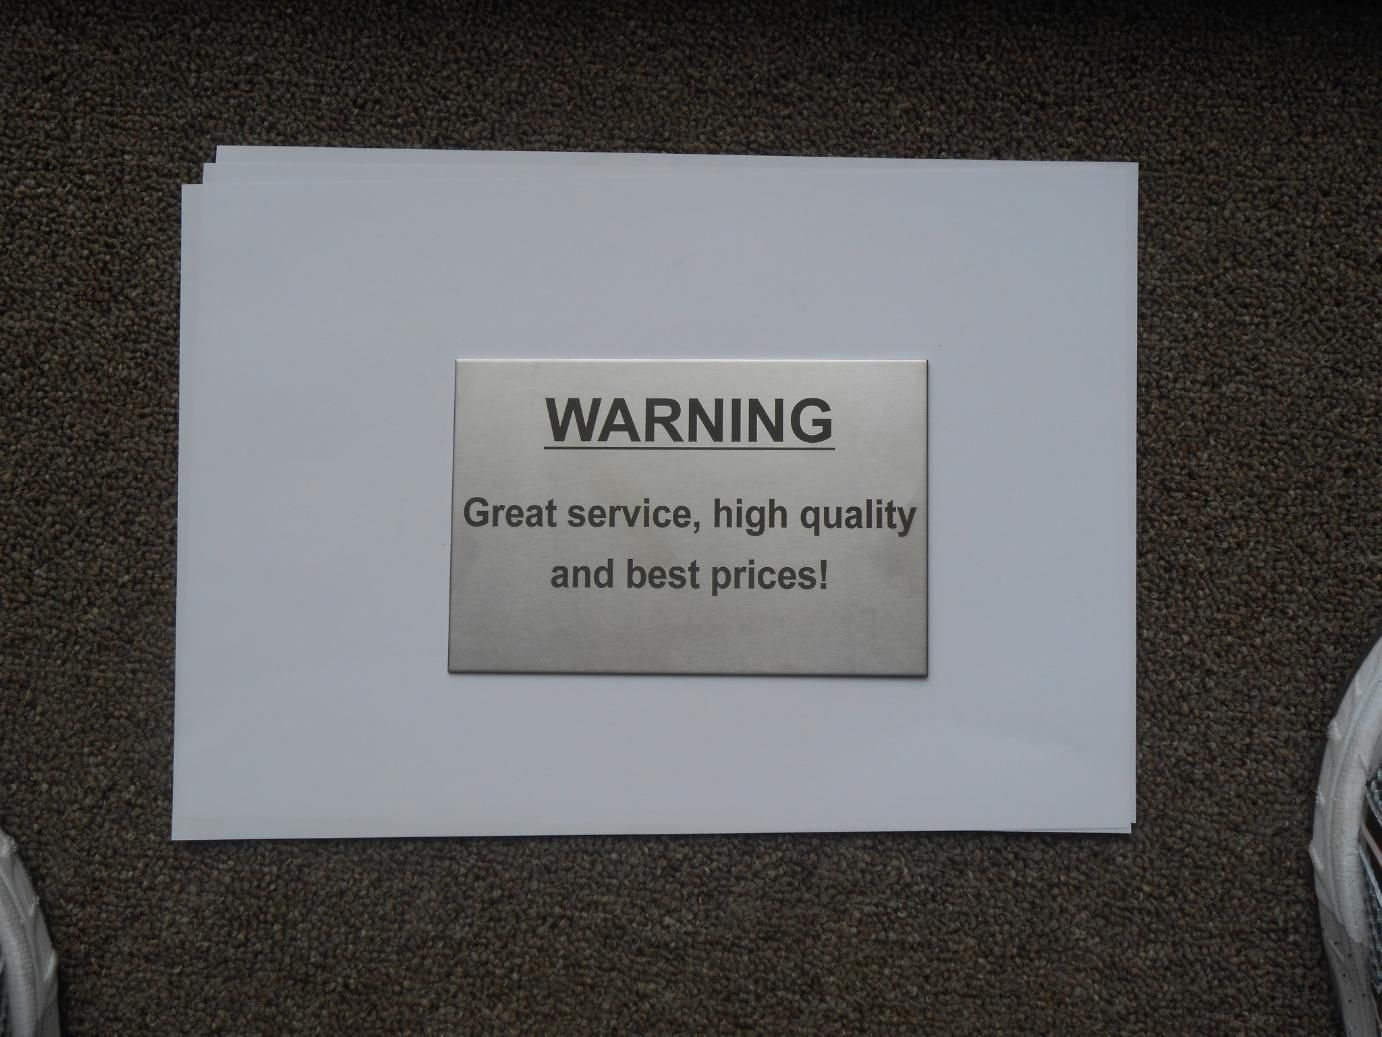 WARNING
Great service, high quality
and best prices!